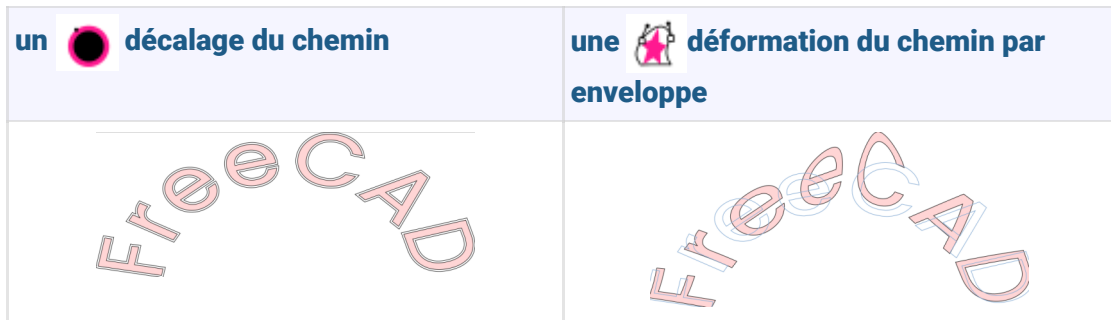 un décalage du chemin
une déformation du chemin par
enveloppe
FreeCAD
FreeCAD